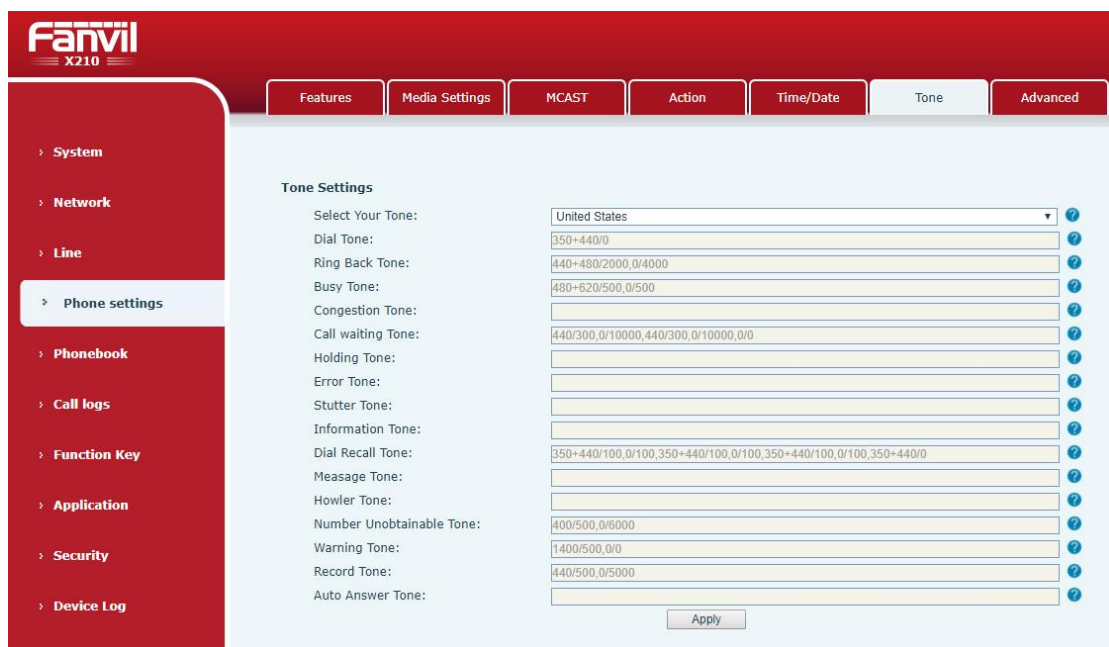 Fanvil
X210
Features Media Settings MCAST Action Time/Date Tone Advanced
› System
› Network
› Line
› Phone settings
› Phonebook
› Call logs
› Function Key
› Application
› Security
› Device Log
Tone Settings
Select Your Tone: United States
Dial Tone: 350+440/0
Ring Back Tone: 440+480/2000,0/4000
Busy Tone: 480+620/500,0/500
Congestion Tone:
Call waiting Tone: 440/300,0/10000,440/300,0/10000,0/0
Holding Tone:
Error Tone:
Stutter Tone:
Information Tone:
Dial Recall Tone: 350+440/100,0/100,350+440/100,0/100,350+440/100,0/100,350+440/0
Measage Tone:
Howler Tone:
Number Unobtainable Tone: 400/500,0/6000
Warning Tone: 1400/500,0/0
Record Tone: 440/500,0/5000
Auto Answer Tone:
Apply